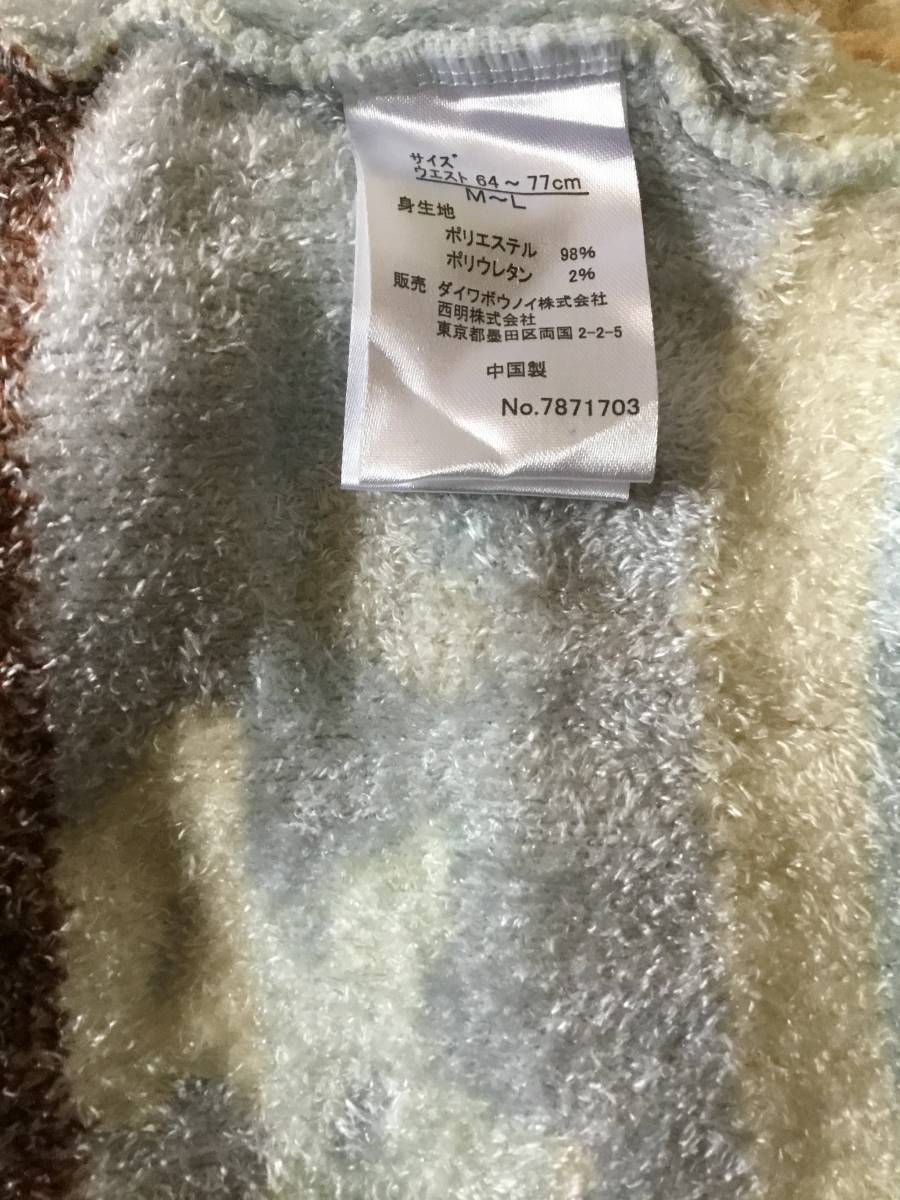 サイズ
ウエスト 64～77cm
M～L
身生地
ポリエステル 98%
ポリウレタン 2%
販売 ダイワボウノイ株式会社
西明株式会社
東京都墨田区両国2-2-5
中国製
No.7871703